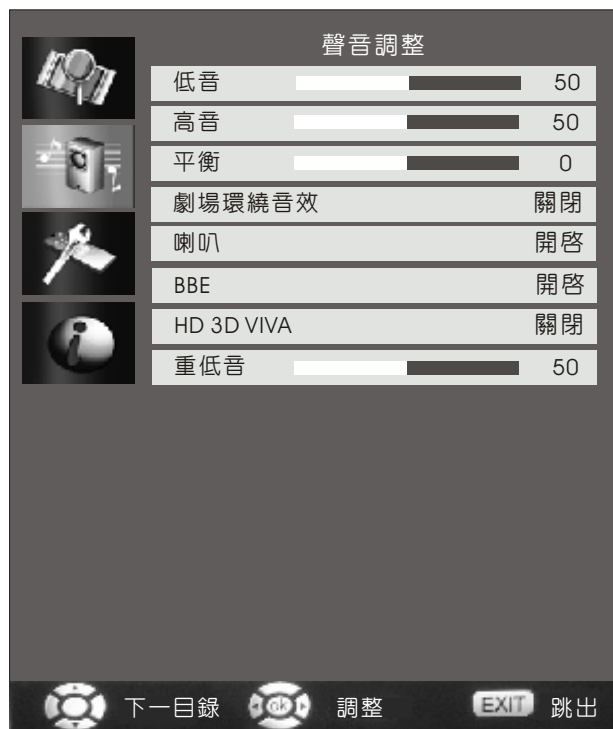 聲音調整
低音 50
高音 50
平衡 0
劇場環繞音效 關閉
喇叭 開啓
BBE 開啓
HD 3D VIVA 關閉
重低音 50
下一目錄 ok 調整 EXIT 跳出